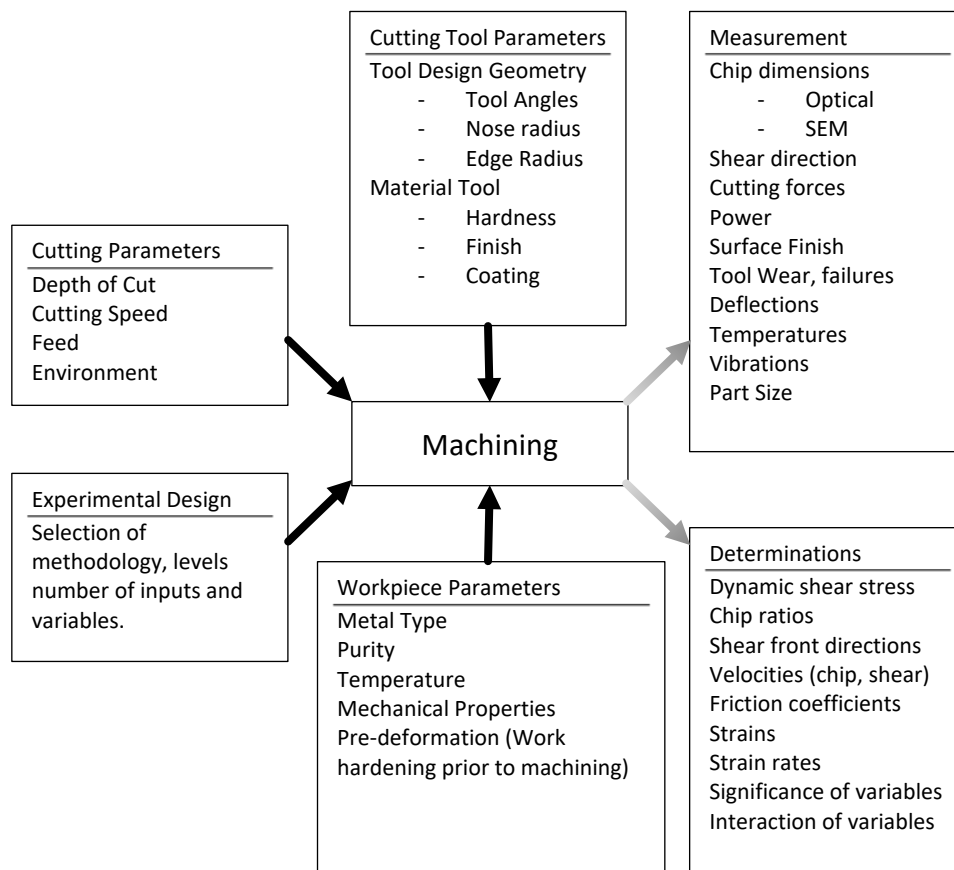 Cutting Tool Parameters
Tool Design Geometry
- Tool Angles
- Nose radius
- Edge Radius
Material Tool
- Hardness
- Finish
- Coating
Measurement
Chip dimensions
- Optical
- SEM
Shear direction
Cutting forces
Power
Surface Finish
Tool Wear, failures
Deflections
Temperatures
Vibrations
Part Size
Cutting Parameters
Depth of Cut
Cutting Speed
Feed
Environment
Machining
Experimental Design
Selection of
methodology, levels
number of inputs and
variables.
Workpiece Parameters
Metal Type
Purity
Temperature
Mechanical Properties
Pre-deformation (Work
hardening prior to machining)
Determinations
Dynamic shear stress
Chip ratios
Shear front directions
Velocities (chip, shear)
Friction coefficients
Strains
Strain rates
Significance of variables
Interaction of variables